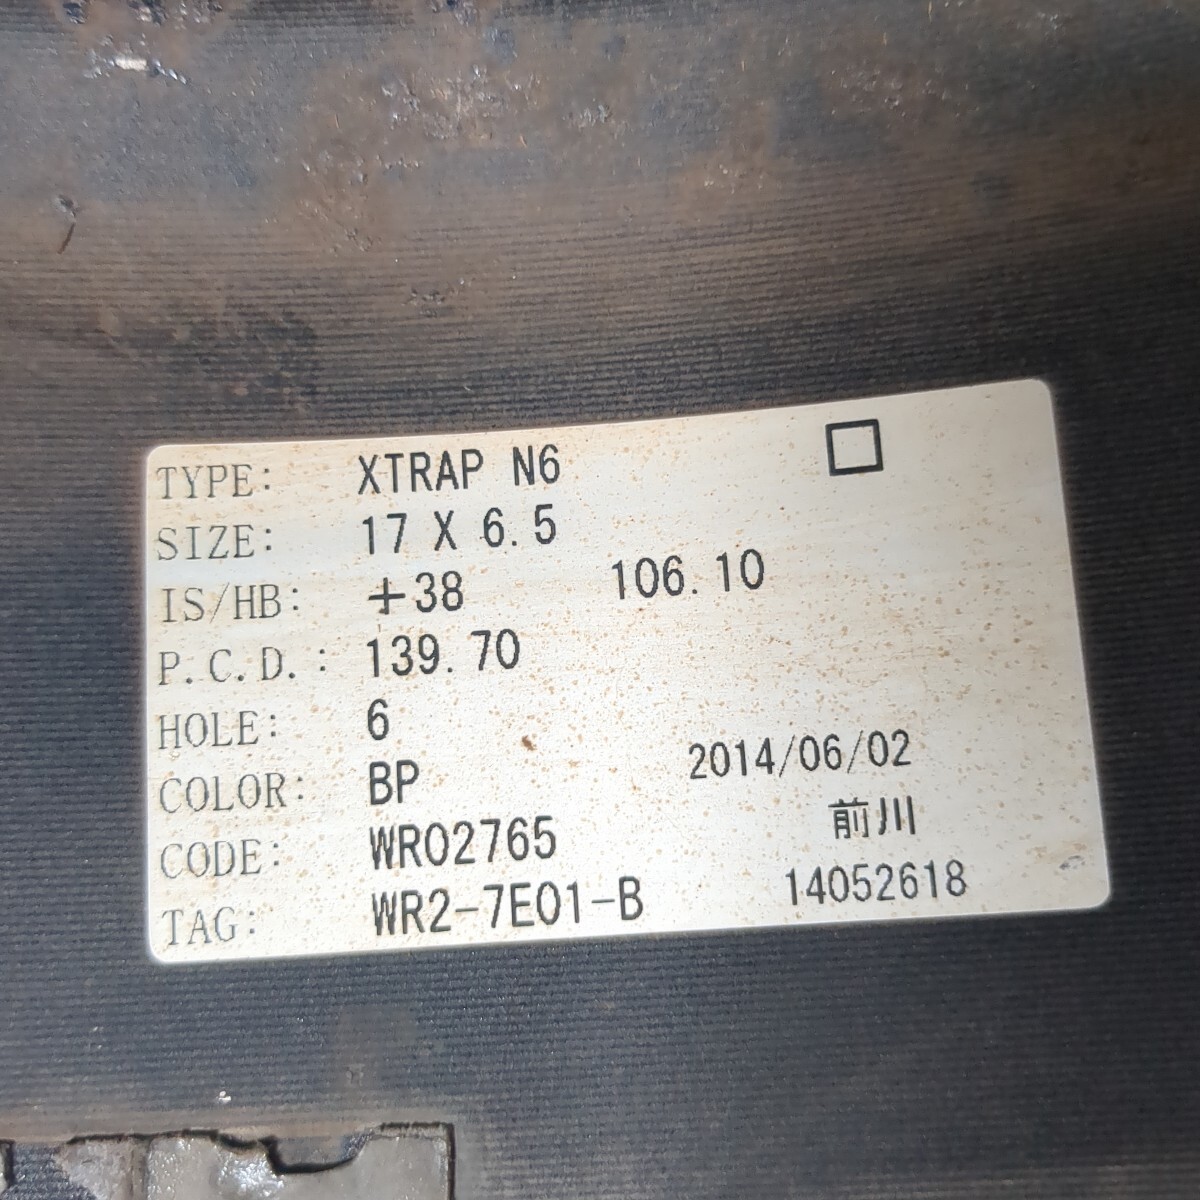 TYPE: XTRAP N6 □
SIZE: 17 X 6.5
IS/HB: +38 106.10
P.C.D.: 139.70
HOLE: 6
COLOR: BP 2014/06/02
CODE: WR02765 前川
TAG: WR2-7E01-B 14052618